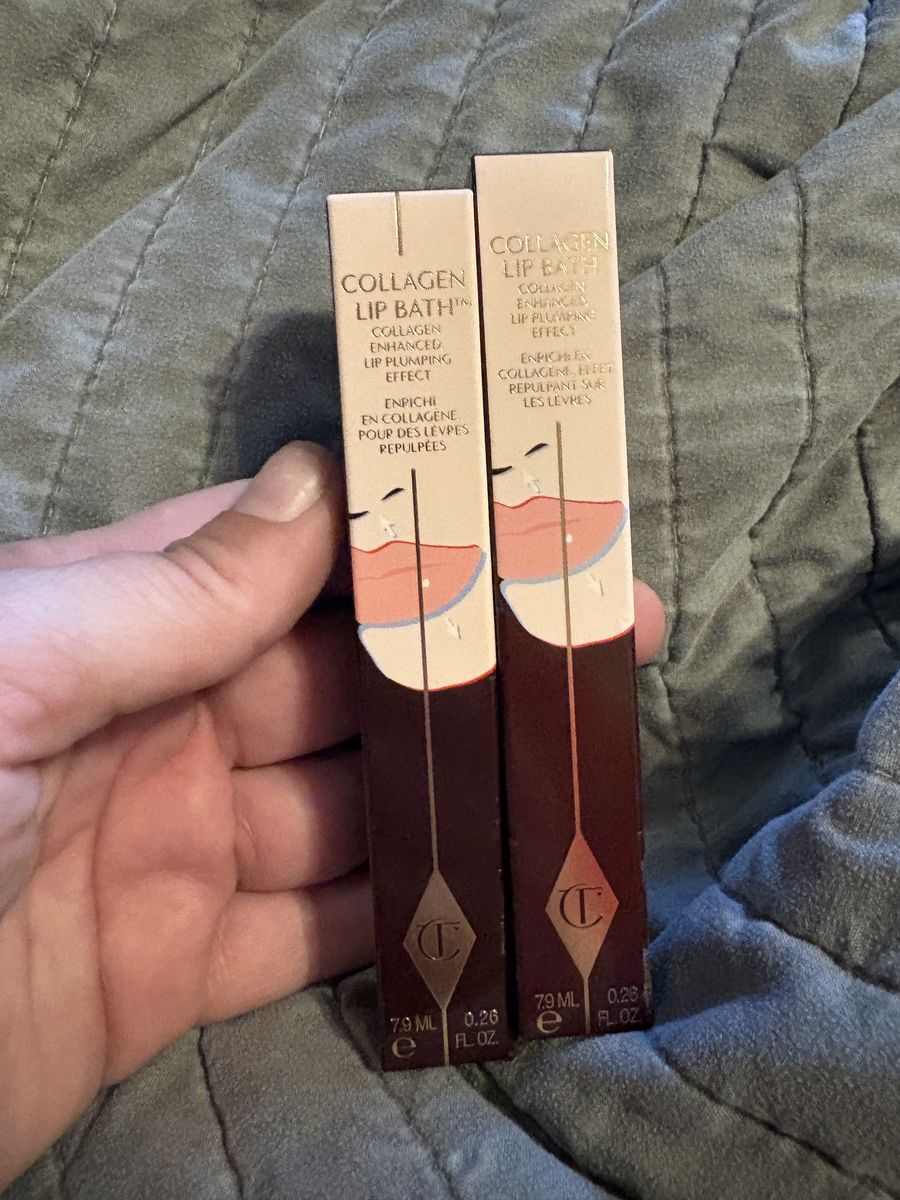 COLLAGEN
LIP BATH™
COLLAGEN
ENHANCED,
LIP PLUMPING
EFFECT
ENRICHI
EN COLLAGÈNE,
POUR DES LÈVRES
REPULPÉES
CT
7.9 ML 0.26
e FL. OZ.
COLLAGEN
LIP BATH
COLLAGEN
ENHANCED,
LIP PLUMPING
EFFECT
ENRICHI EN
COLLAGÈNE, EFFET
REPULPANT SUR
LES LÈVRES
CT
7.9 ML 0.26
e FL. OZ.